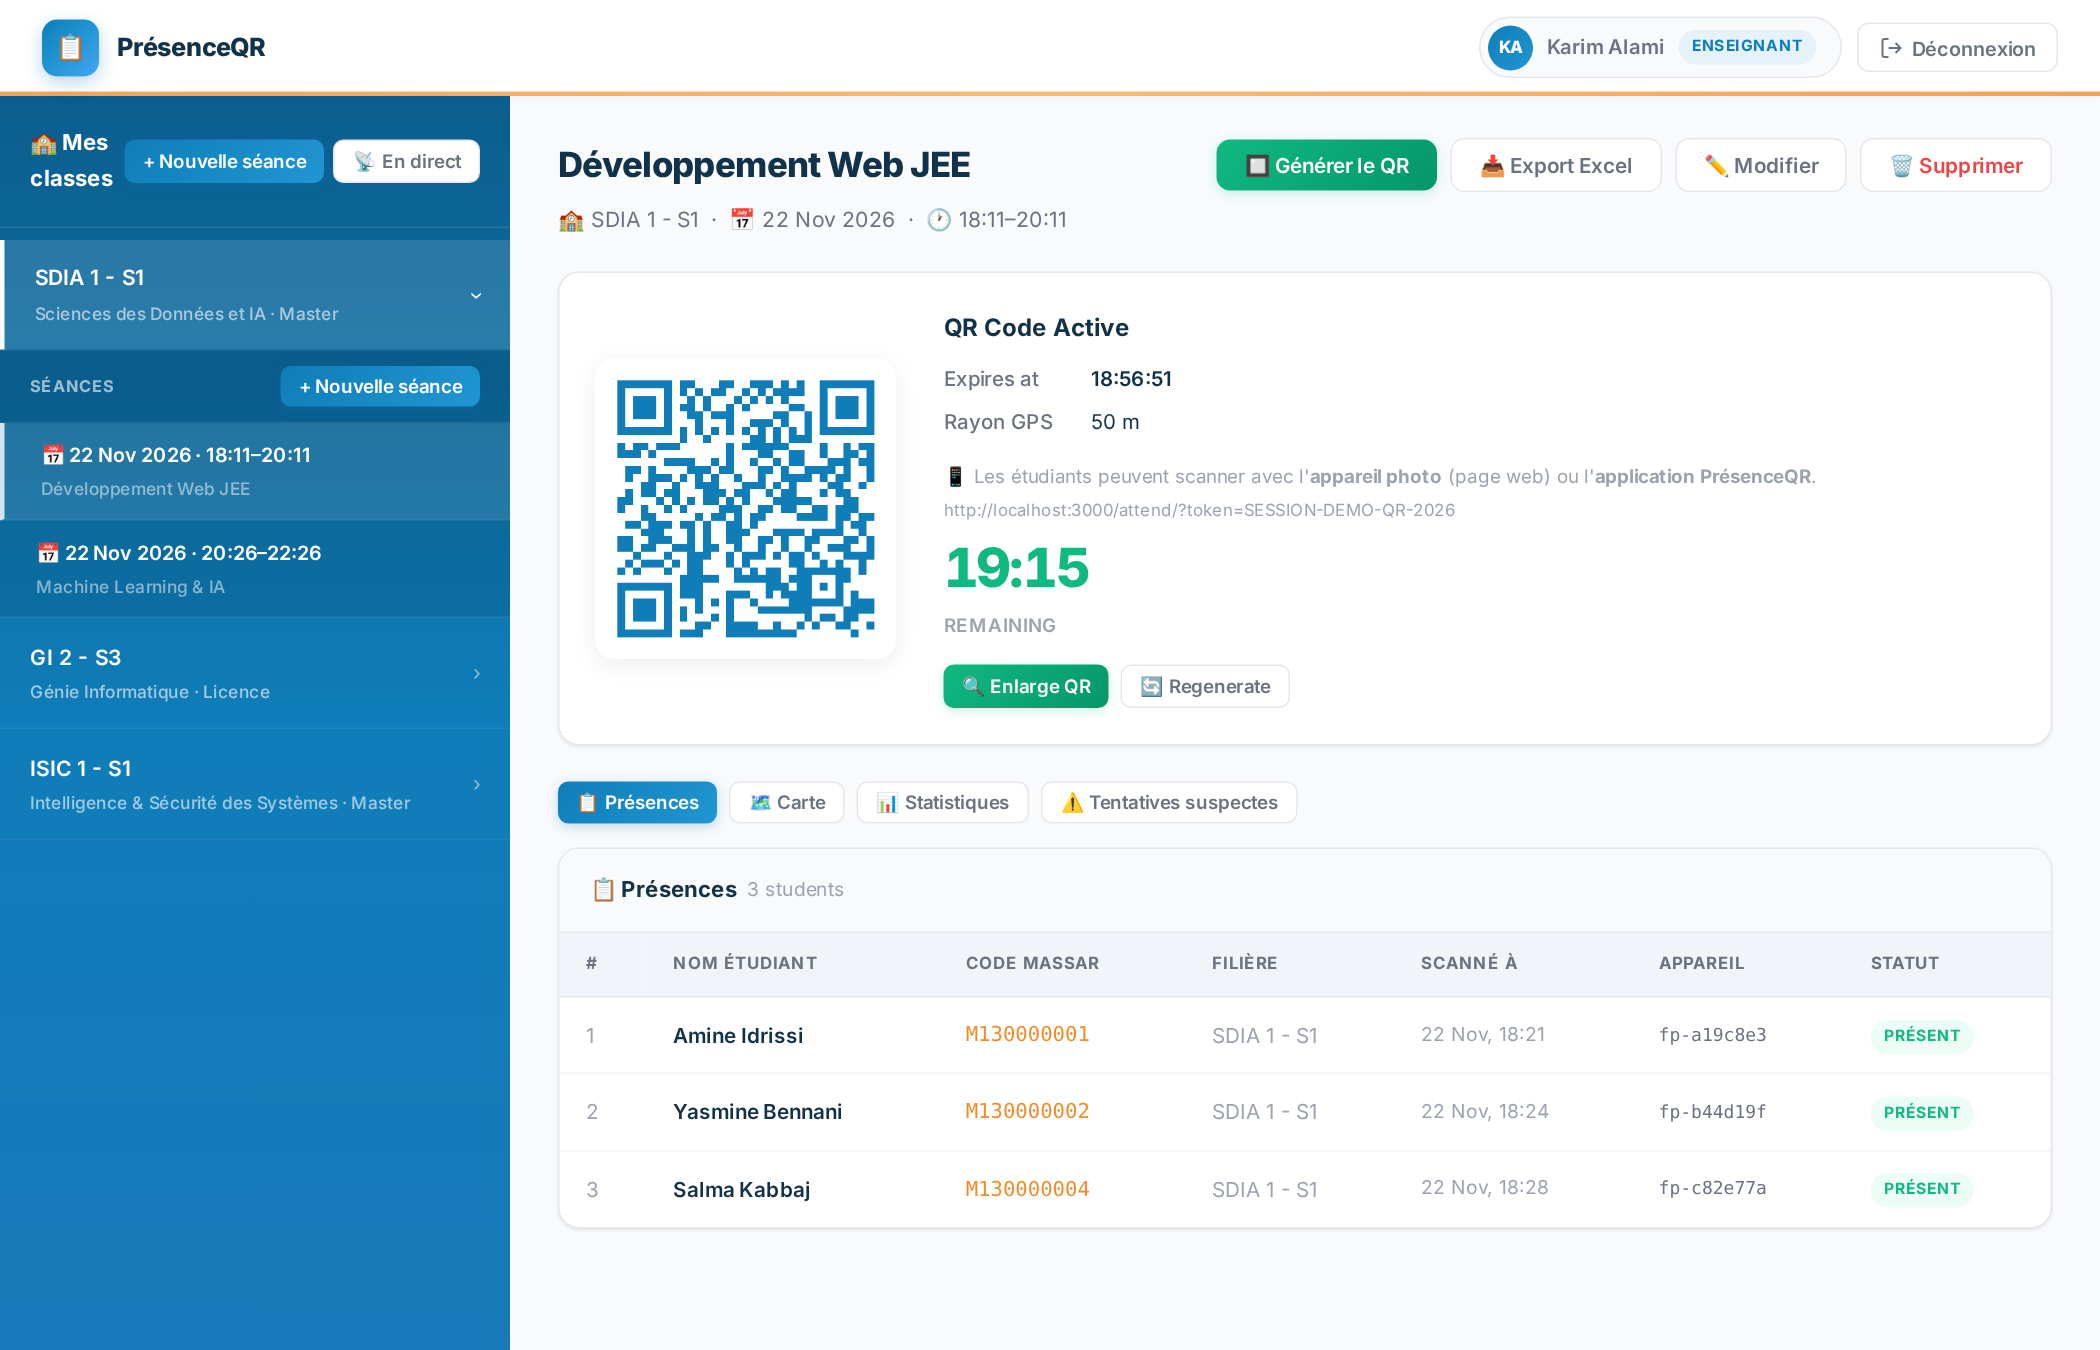 PrésenceQR
KA Karim Alami ENSEIGNANT
Déconnexion
Mes classes
+ Nouvelle séance
En direct
SDIA 1 - S1
Sciences des Données et IA · Master
SÉANCES
+ Nouvelle séance
22 Nov 2026 · 18:11–20:11
Développement Web JEE
22 Nov 2026 · 20:26–22:26
Machine Learning & IA
GI 2 - S3
Génie Informatique · Licence
ISIC 1 - S1
Intelligence & Sécurité des Systèmes · Master
Développement Web JEE
Générer le QR
Export Excel
Modifier
Supprimer
SDIA 1 - S1 · 22 Nov 2026 · 18:11–20:11
QR Code Active
Expires at 18:56:51
Rayon GPS 50 m
Les étudiants peuvent scanner avec l'appareil photo (page web) ou l'application PrésenceQR.
http://localhost:3000/attend/?token=SESSION-DEMO-QR-2026
19:15
REMAINING
Enlarge QR
Regenerate
Présences
Carte
Statistiques
Tentatives suspectes
Présences 3 students
# NOM ÉTUDIANT CODE MASSAR FILIÈRE SCANNÉ À APPAREIL STATUT
1 Amine Idrissi M130000001 SDIA 1 - S1 22 Nov, 18:21 fp-a19c8e3 PRÉSENT
2 Yasmine Bennani M130000002 SDIA 1 - S1 22 Nov, 18:24 fp-b44d19f PRÉSENT
3 Salma Kabbaj M130000004 SDIA 1 - S1 22 Nov, 18:28 fp-c82e77a PRÉSENT